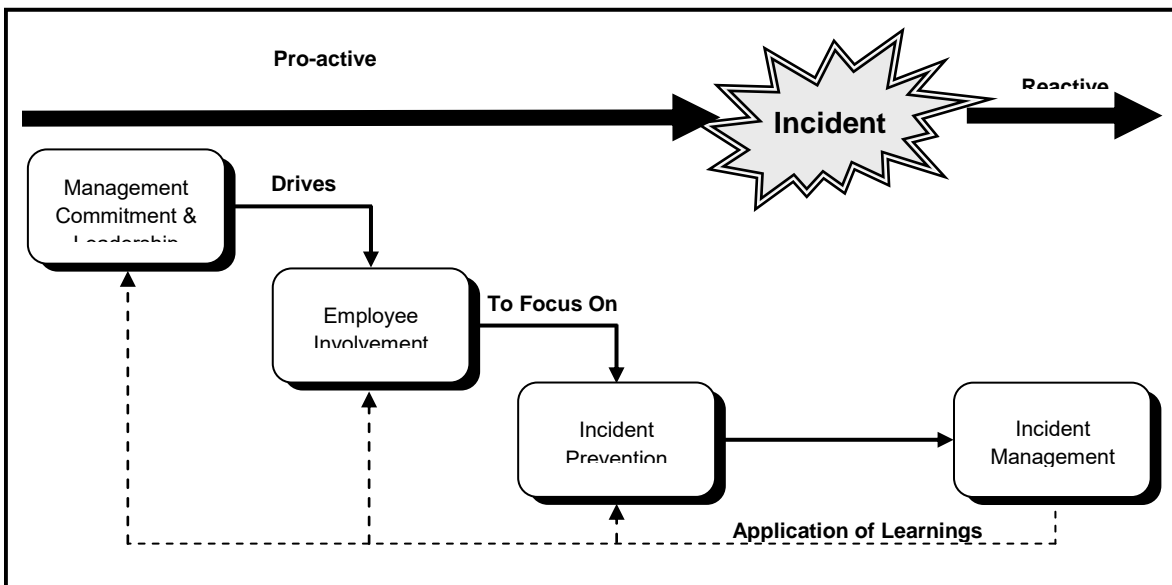 Pro-active
Reactive
Incident
Management
Commitment &
Leadership
Drives
Employee
Involvement
To Focus On
Incident
Prevention
Incident
Management
Application of Learnings